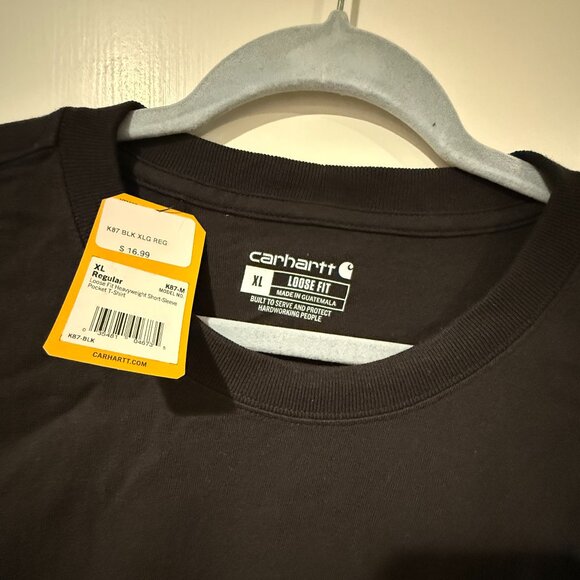 K87 BLK XLG REG
$ 16.99
XL
Regular
K87-M
MODEL NO.
Loose Fit Heavyweight Short-Sleeve
Pocket T-Shirt
K87-BLK
CARHARTT.COM
carhartt
XL
LOOSE FIT
MADE IN GUATEMALA
BUILT TO SERVE AND PROTECT
HARDWORKING PEOPLE